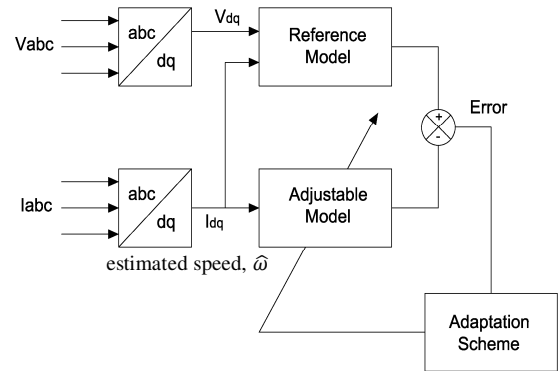 Vabc
abc
dq
Vdq
Reference
Model
+
-
Error
Iabc
abc
dq
Idq
Adjustable
Model
estimated speed, ω̂
Adaptation
Scheme